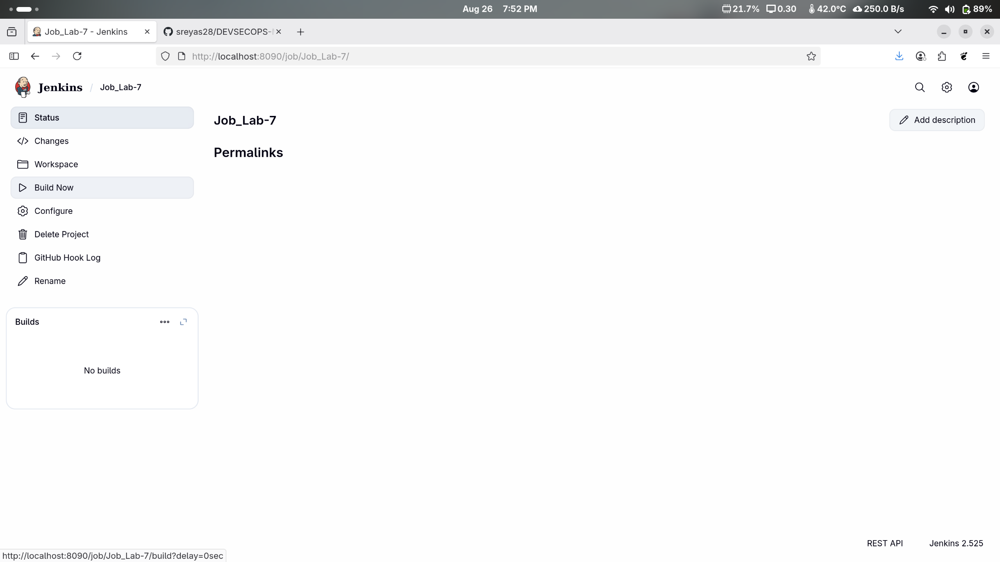 Aug 26 7:52 PM 21.7% 0.30 42.0°C 250.0 B/s 89%
Job_Lab-7 - Jenkins sreyas28/DEVSECOPS-
http://localhost:8090/job/Job_Lab-7/
Jenkins / Job_Lab-7
Status
Changes
Workspace
Build Now
Configure
Delete Project
GitHub Hook Log
Rename
Builds
No builds
Job_Lab-7
Add description
Permalinks
REST API Jenkins 2.525
http://localhost:8090/job/Job_Lab-7/build?delay=0sec